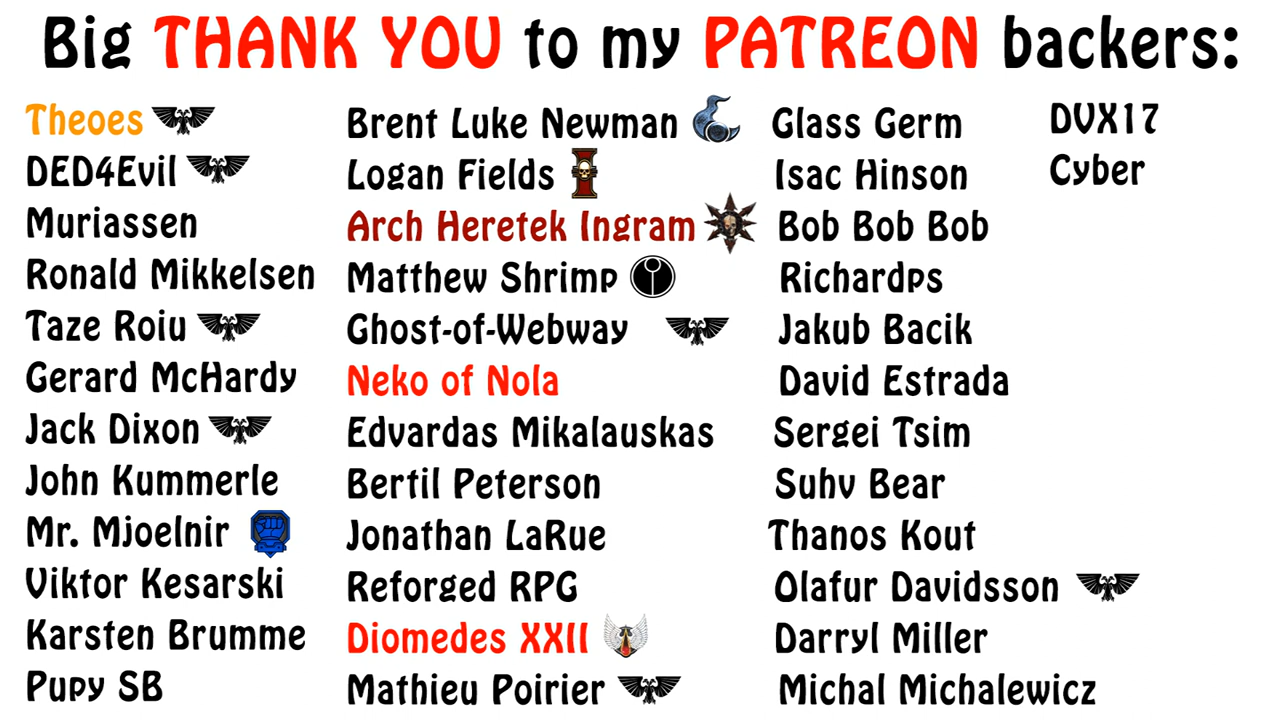 Big THANK YOU to my PATREON backers:
Theoes
DED4Evil
Muriassen
Ronald Mikkelsen
Taze Roiu
Gerard McHardy
Jack Dixon
John Kummerle
Mr. Mjoelnir
Viktor Kesarski
Karsten Brumme
Pupy SB
Brent Luke Newman
Logan Fields
Arch Heretek Ingram
Matthew Shrimp
Ghost-of-Webway
Neko of Nola
Edvardas Mikalauskas
Bertil Peterson
Jonathan LaRue
Reforged RPG
Diomedes XXII
Mathieu Poirier
Glass Germ
Isac Hinson
Bob Bob Bob
Richardps
Jakub Bacik
David Estrada
Sergei Tsim
Suhv Bear
Thanos Kout
Olafur Davidsson
Darryl Miller
Michal Michalewicz
DVX17
Cyber